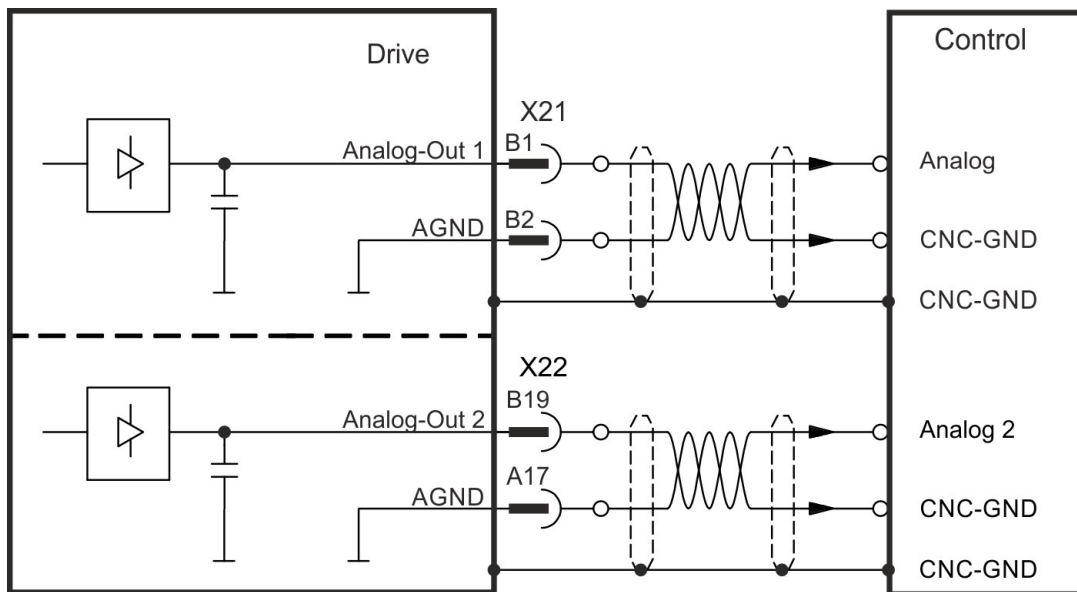 Drive
Control
X21
Analog-Out 1
B1
Analog
AGND
B2
CNC-GND
CNC-GND
X22
Analog-Out 2
B19
Analog 2
AGND
A17
CNC-GND
CNC-GND